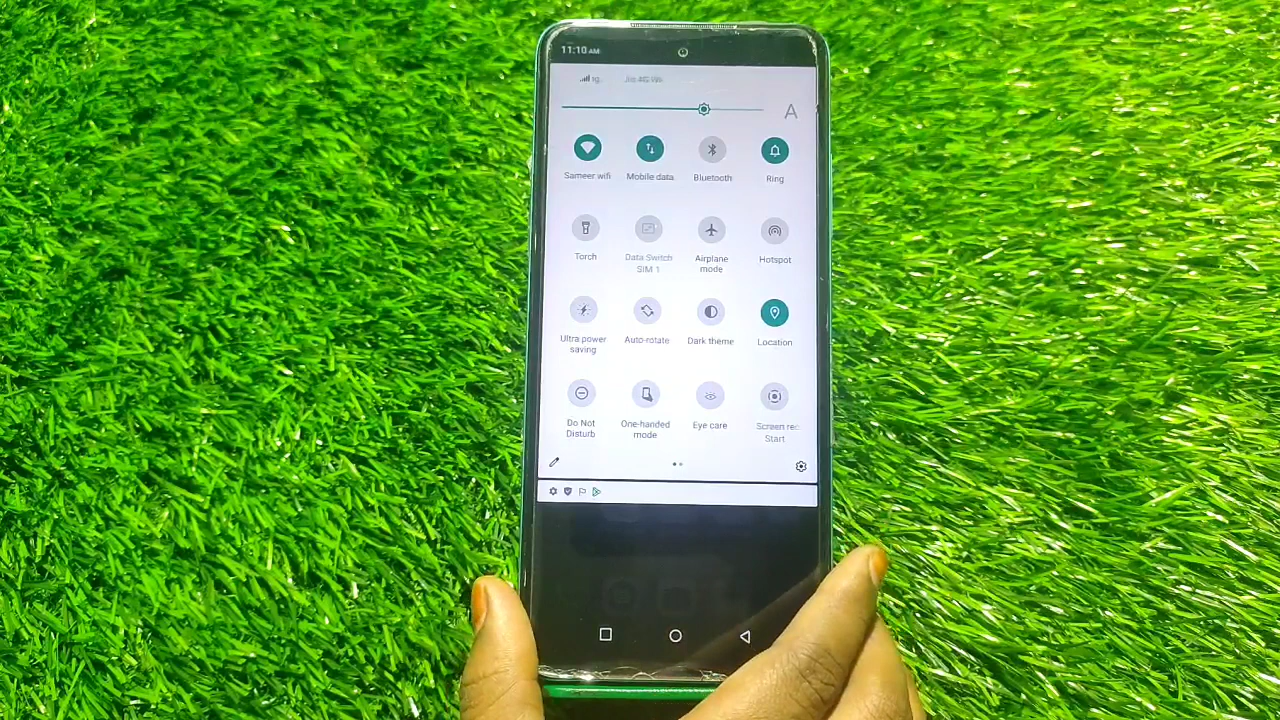 11:10 AM
A
Sameer wifi Mobile data Bluetooth Ring
Torch Data Switch Airplane Hotspot
SIM 1 mode
Ultra power Auto-rotate Dark theme Location
saving
Do Not One-handed Eye care Screen rec
Disturb mode Start